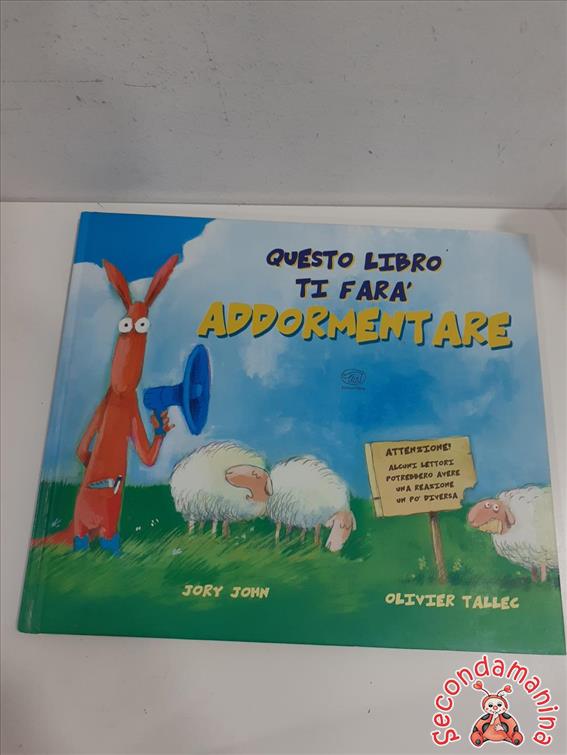 QUESTO LIBRO
TI FARA'
ADDORMENTARE
ATTENZIONE!
ALCUNI LETTORI
POTREBBERO AVERE
UNA REAZIONE
UN PO' DIVERSA
JORY JOHN
OLIVIER TALLEC
Secondamanina